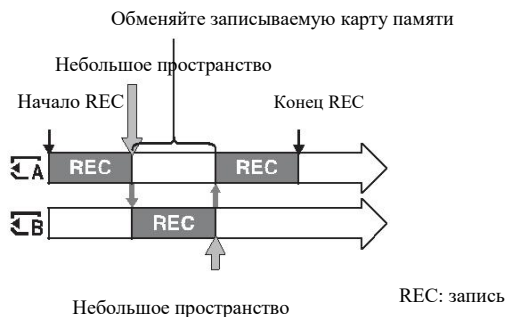 Обменяйте записываемую карту памяти
Небольшое пространство
Начало REC
Конец REC
A REC REC
B REC
Небольшое пространство
REC: запись